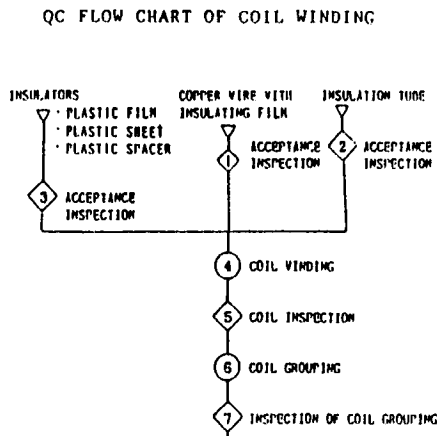 QC FLOW CHART OF COIL WINDING
INSULATORS
· PLASTIC FILM
· PLASTIC SHEET
· PLASTIC SPACER
COPPER WIRE WITH
INSULATING FILM
INSULATION TUBE
1 ACCEPTANCE
INSPECTION
2 ACCEPTANCE
INSPECTION
3 ACCEPTANCE
INSPECTION
4 COIL WINDING
5 COIL INSPECTION
6 COIL GROUPING
7 INSPECTION OF COIL GROUPING